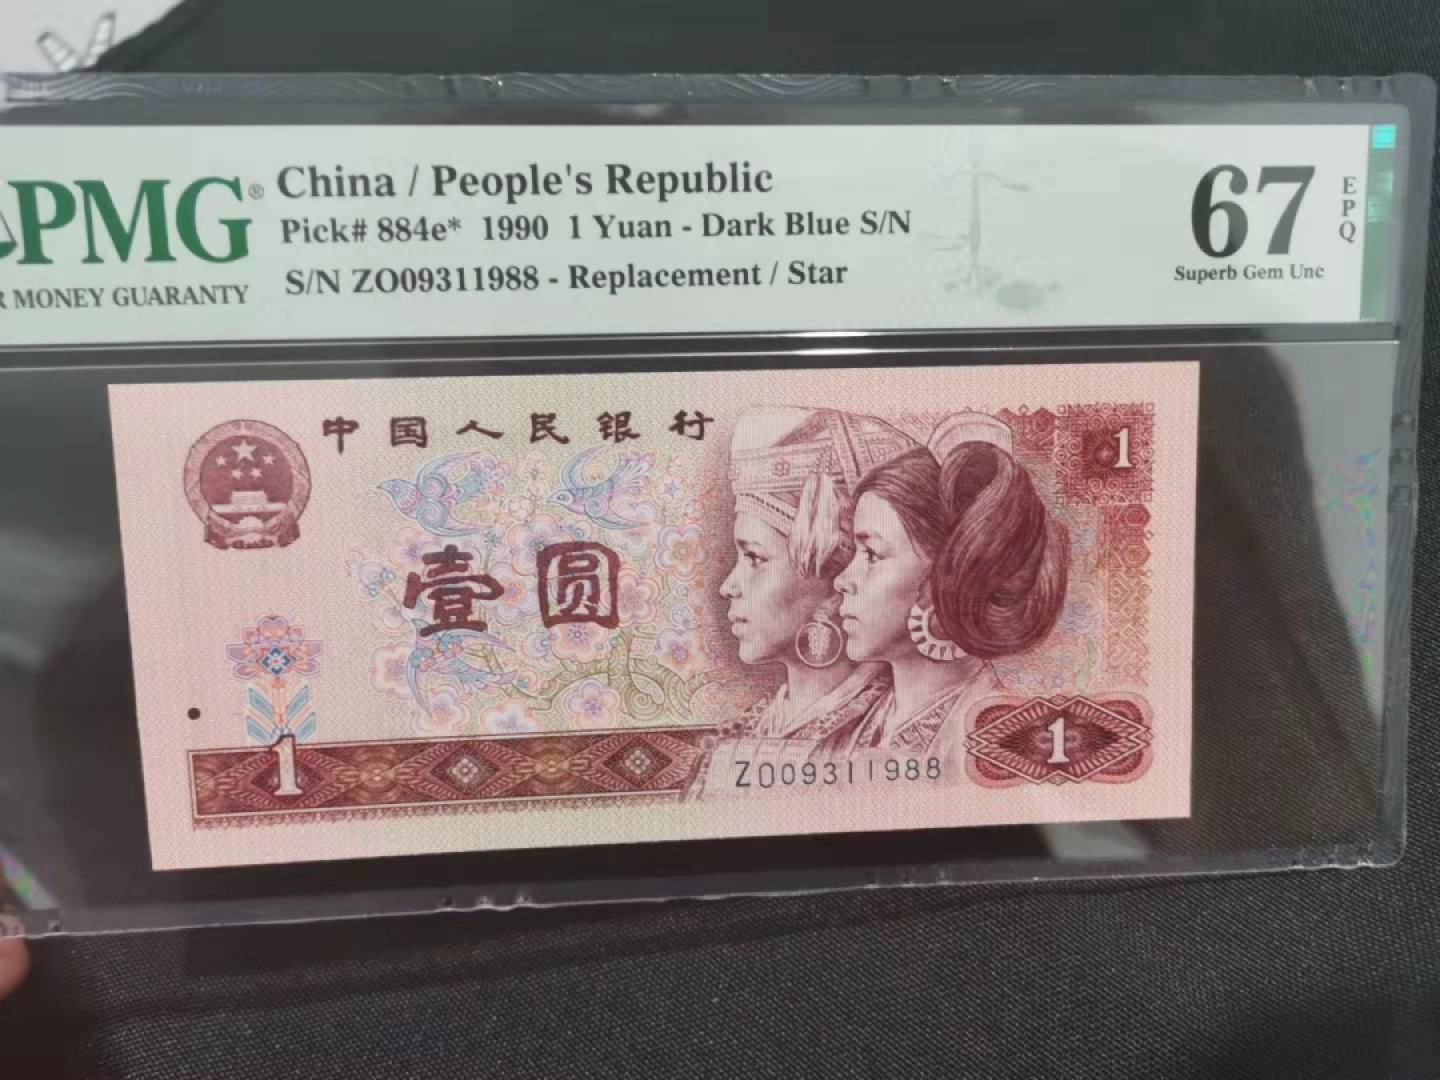 PMG®
China / People's Republic
Pick# 884e* 1990 1 Yuan - Dark Blue S/N
S/N ZO09311988 - Replacement / Star
MONEY GUARANTY
67
EPQ
Superb Gem Unc
中国人民银行
1
壹圆
1
ZO09311988
1